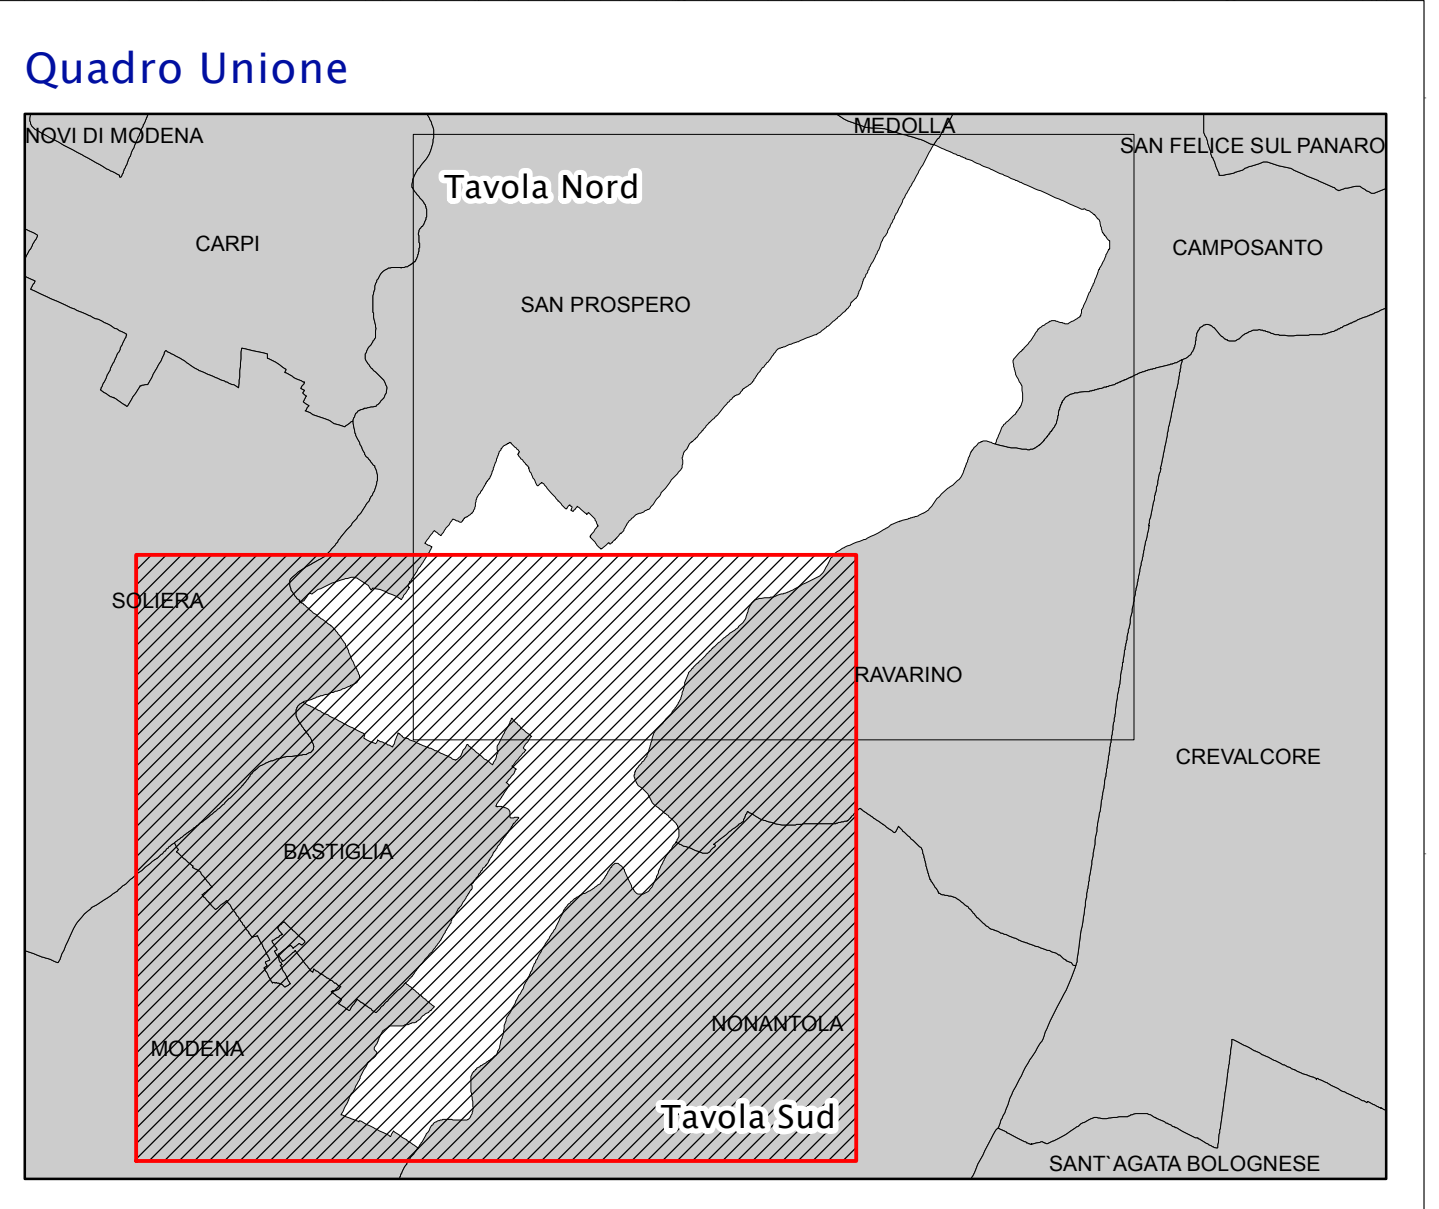 Quadro Unione
NOVI DI MODENA
MEDOLLA
SAN FELICE SUL PANARO
Tavola Nord
CARPI
CAMPOSANTO
SAN PROSPERO
SOLIERA
RAVARINO
CREVALCORE
BASTIGLIA
NONANTOLA
MODENA
Tavola Sud
SANT`AGATA BOLOGNESE